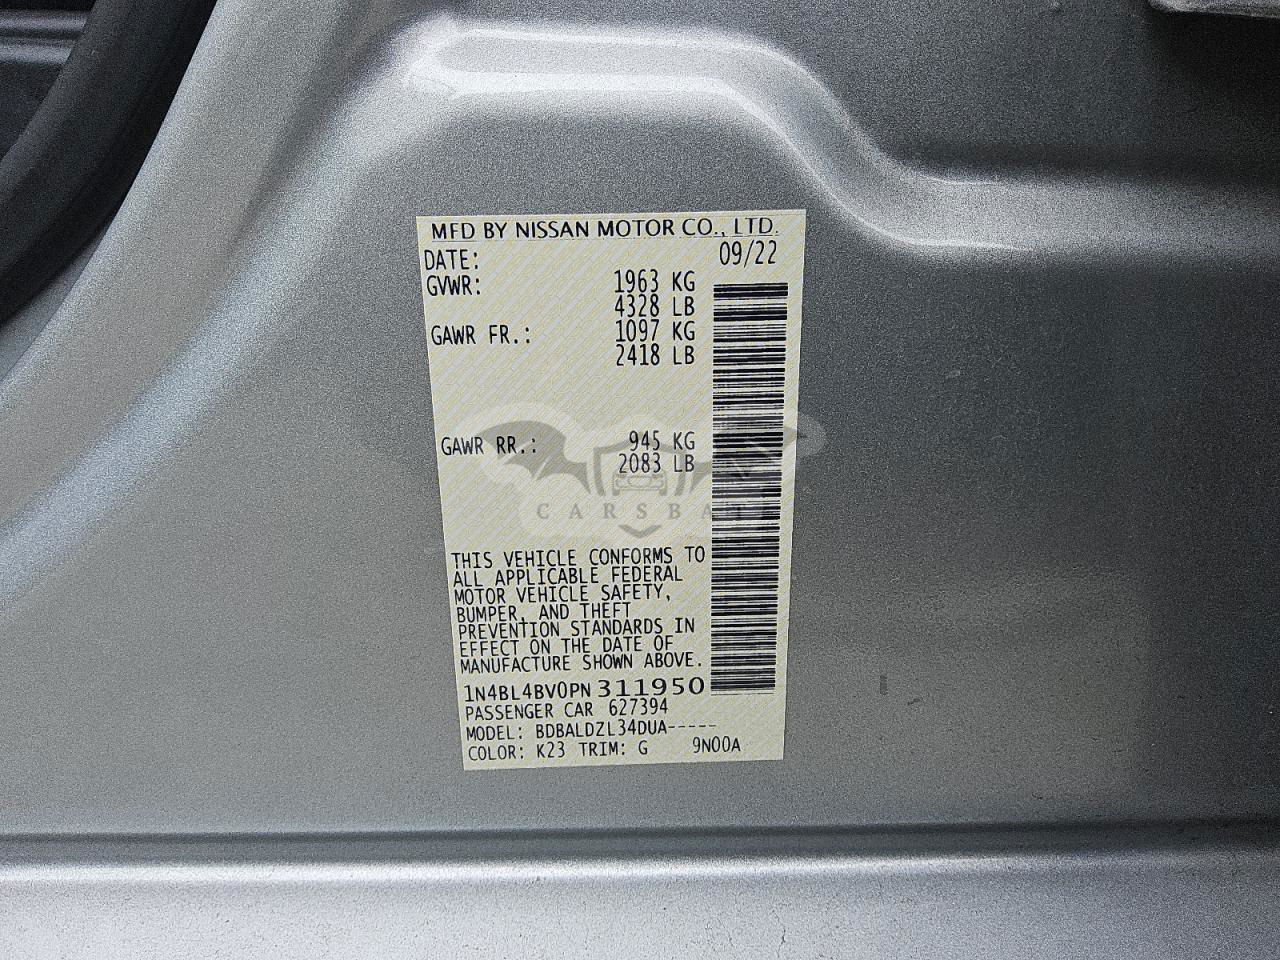 MFD BY NISSAN MOTOR CO., LTD.
DATE: 09/22
GVWR: 1963 KG
4328 LB
GAWR FR.: 1097 KG
2418 LB
GAWR RR.: 945 KG
2083 LB
CARSBAT
THIS VEHICLE CONFORMS TO
ALL APPLICABLE FEDERAL
MOTOR VEHICLE SAFETY,
BUMPER, AND THEFT
PREVENTION STANDARDS IN
EFFECT ON THE DATE OF
MANUFACTURE SHOWN ABOVE.
1N4BL4BV0PN311950
PASSENGER CAR 627394
MODEL: BDBALDZL34DUA-----
COLOR: K23 TRIM: G 9N00A